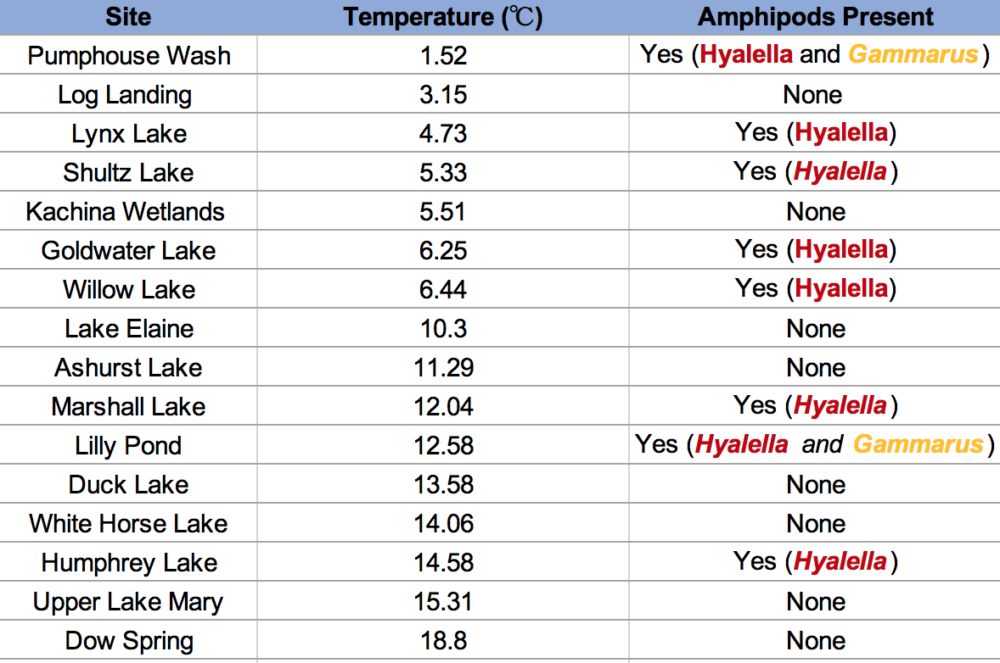 Site Temperature (℃) Amphipods Present
Pumphouse Wash 1.52 Yes (Hyalella and Gammarus)
Log Landing 3.15 None
Lynx Lake 4.73 Yes (Hyalella)
Shultz Lake 5.33 Yes (Hyalella)
Kachina Wetlands 5.51 None
Goldwater Lake 6.25 Yes (Hyalella)
Willow Lake 6.44 Yes (Hyalella)
Lake Elaine 10.3 None
Ashurst Lake 11.29 None
Marshall Lake 12.04 Yes (Hyalella)
Lilly Pond 12.58 Yes (Hyalella and Gammarus)
Duck Lake 13.58 None
White Horse Lake 14.06 None
Humphrey Lake 14.58 Yes (Hyalella)
Upper Lake Mary 15.31 None
Dow Spring 18.8 None